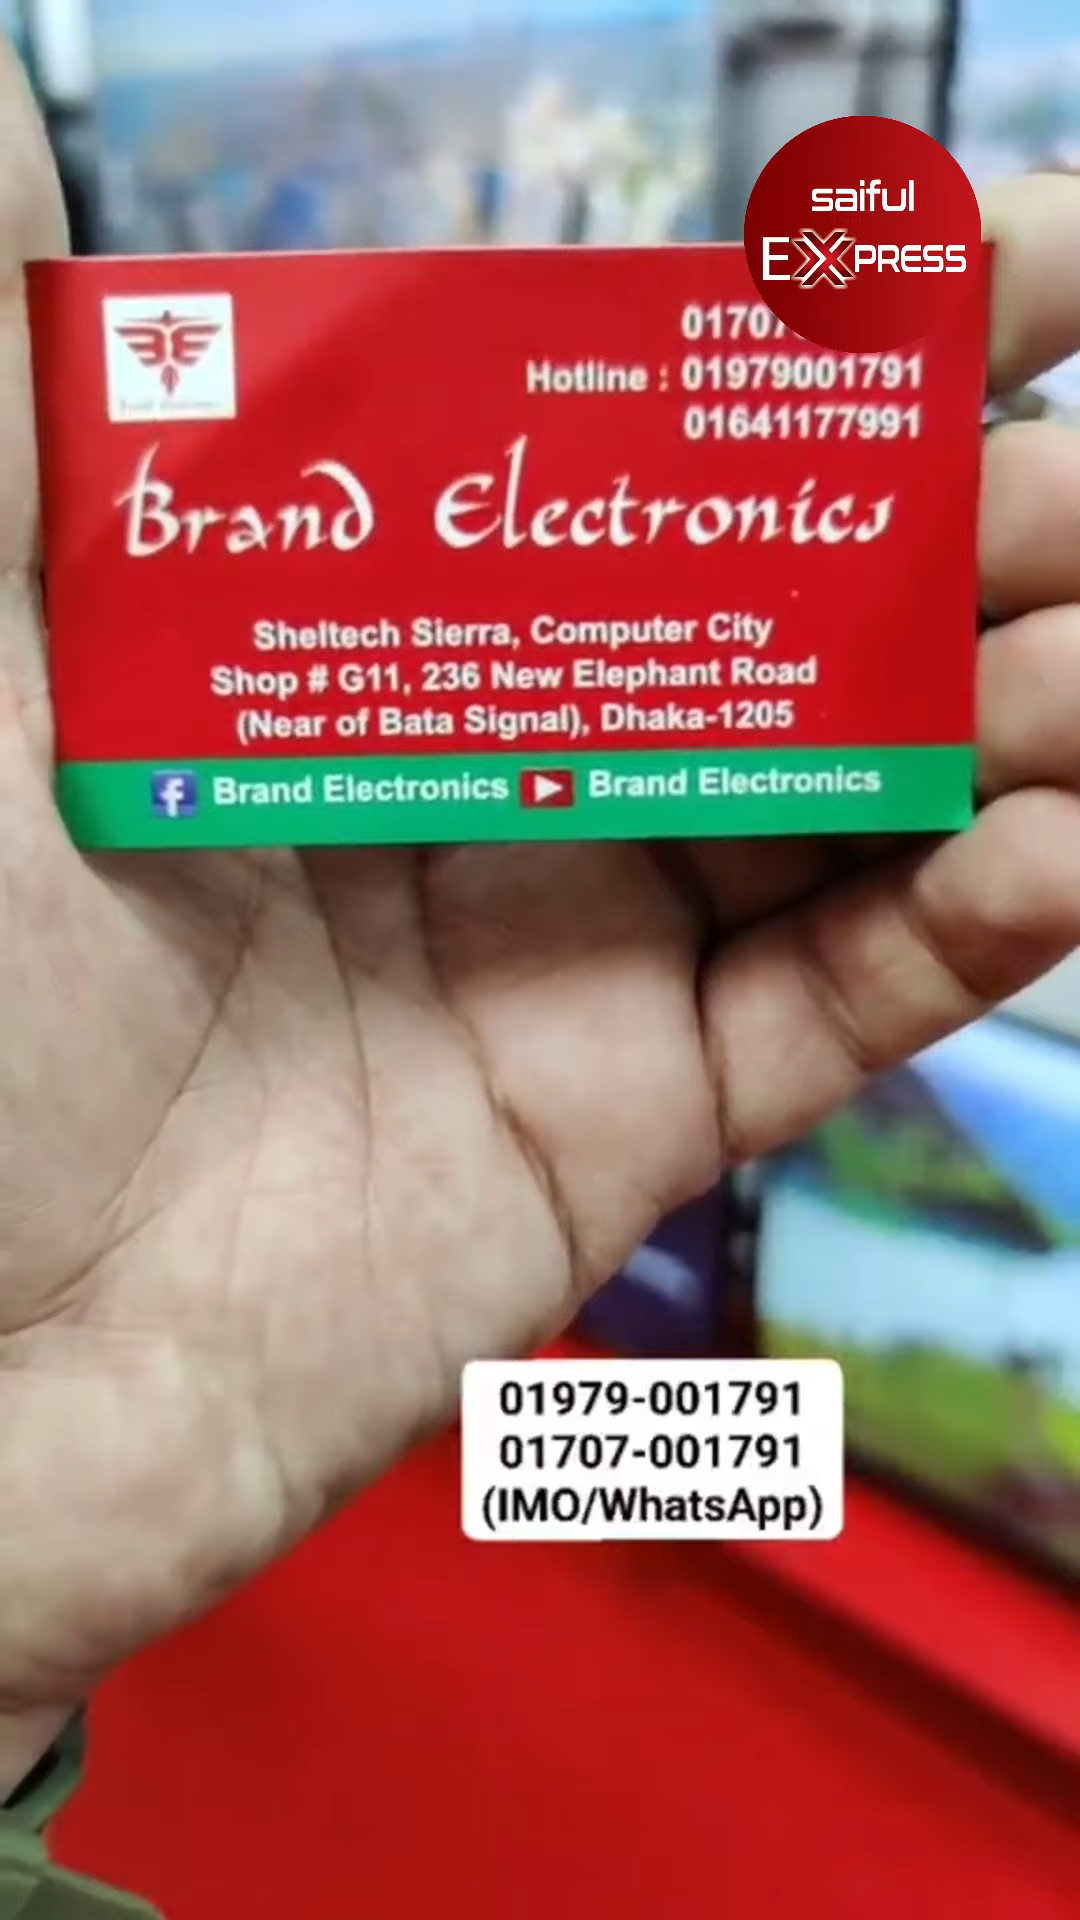 saiful
EXPRESS
01707
Hotline : 01979001791
01641177991
Brand Electronics
Sheltech Sierra, Computer City
Shop # G11, 236 New Elephant Road
(Near of Bata Signal), Dhaka-1205
f Brand Electronics Brand Electronics
01979-001791
01707-001791
(IMO/WhatsApp)